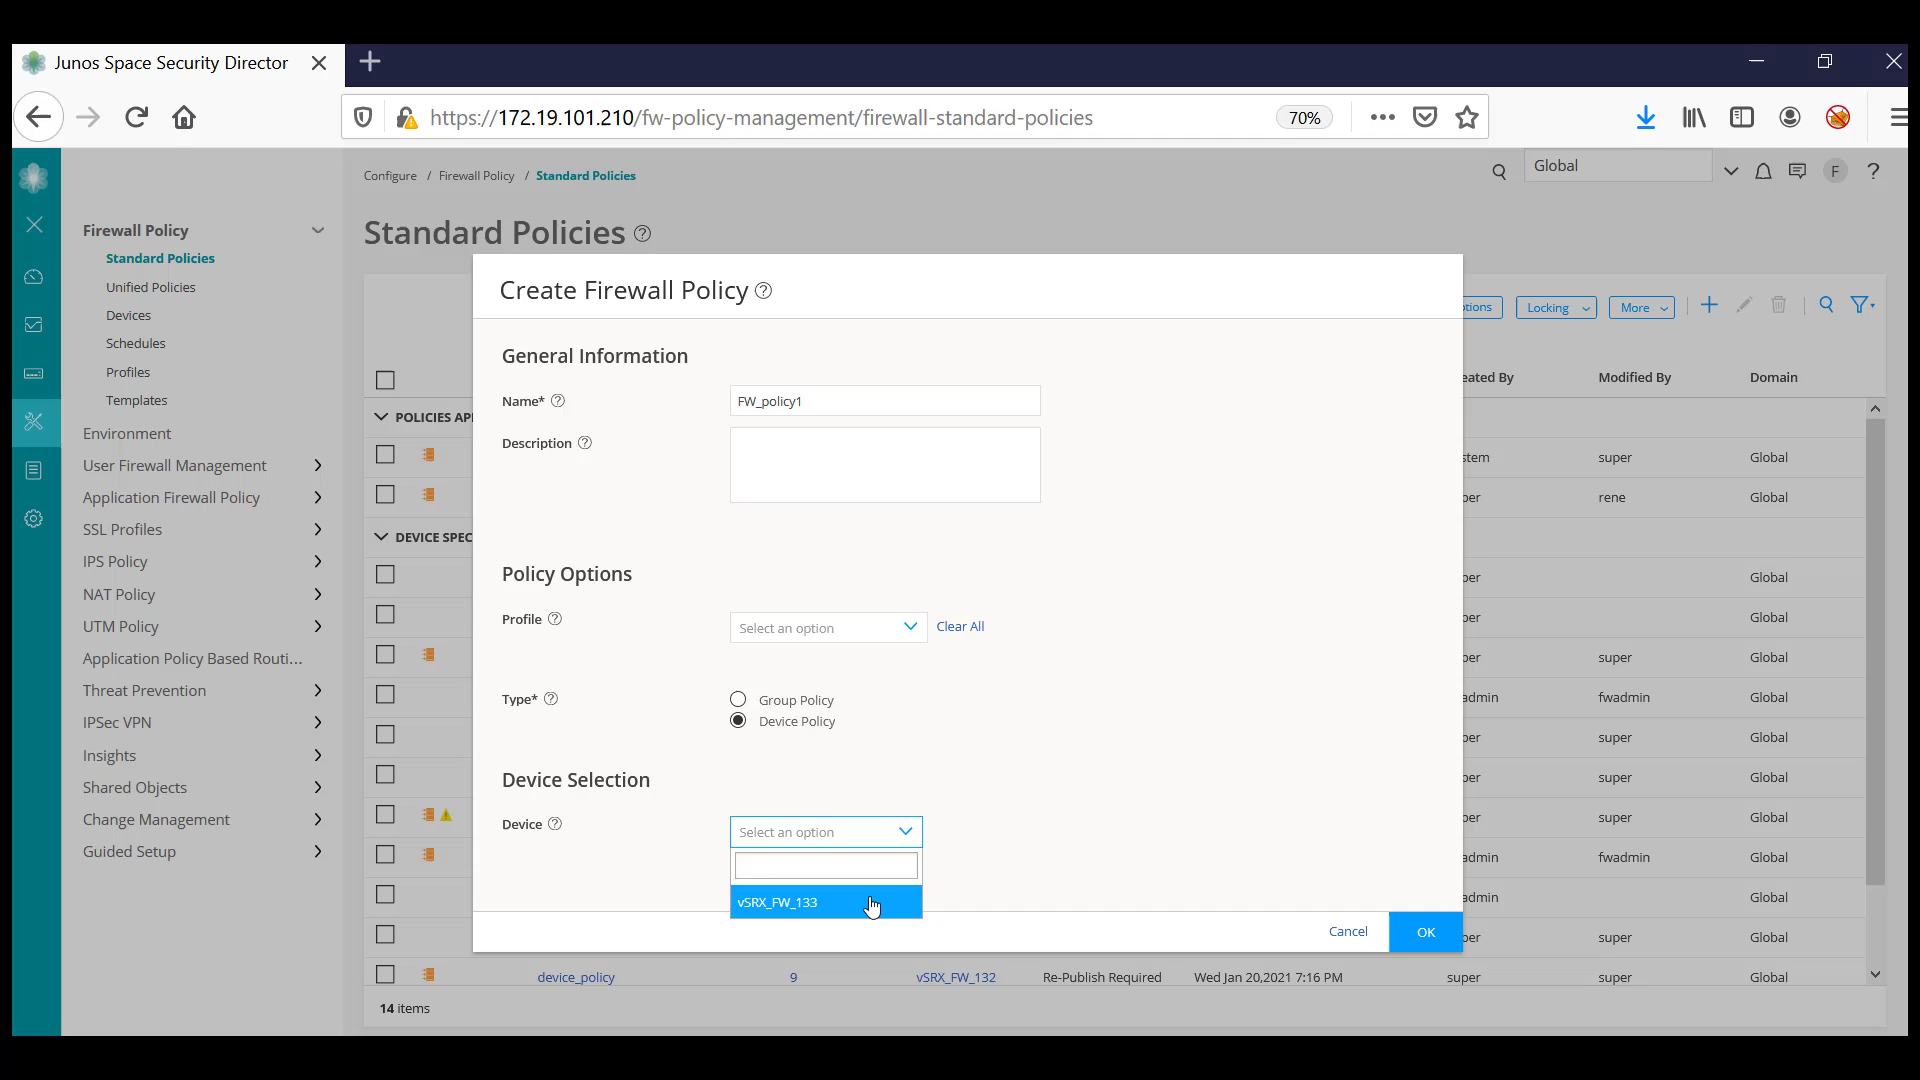 Junos Space Security Director
https://172.19.101.210/fw-policy-management/firewall-standard-policies
70%
Configure / Firewall Policy / Standard Policies
Global
F
?
Firewall Policy
Standard Policies
Unified Policies
Devices
Schedules
Profiles
Templates
Environment
User Firewall Management
Application Firewall Policy
SSL Profiles
IPS Policy
NAT Policy
UTM Policy
Application Policy Based Routi...
Threat Prevention
IPSec VPN
Insights
Shared Objects
Change Management
Guided Setup
Standard Policies ?
Locking
More
Modified By
Domain
POLICIES AP
DEVICE SPEC
super
Global
rene
Global
Global
Global
super
Global
fwadmin
Global
super
Global
super
Global
super
Global
fwadmin
Global
Global
super
Global
device_policy 9 vSRX_FW_132 Re-Publish Required Wed Jan 20,2021 7:16 PM super super Global
14 items
Create Firewall Policy ?
General Information
Name* ? FW_policy1
Description ?
Policy Options
Profile ? Select an option Clear All
Type* ? Group Policy
Device Policy
Device Selection
Device ? Select an option
vSRX_FW_133
Cancel OK